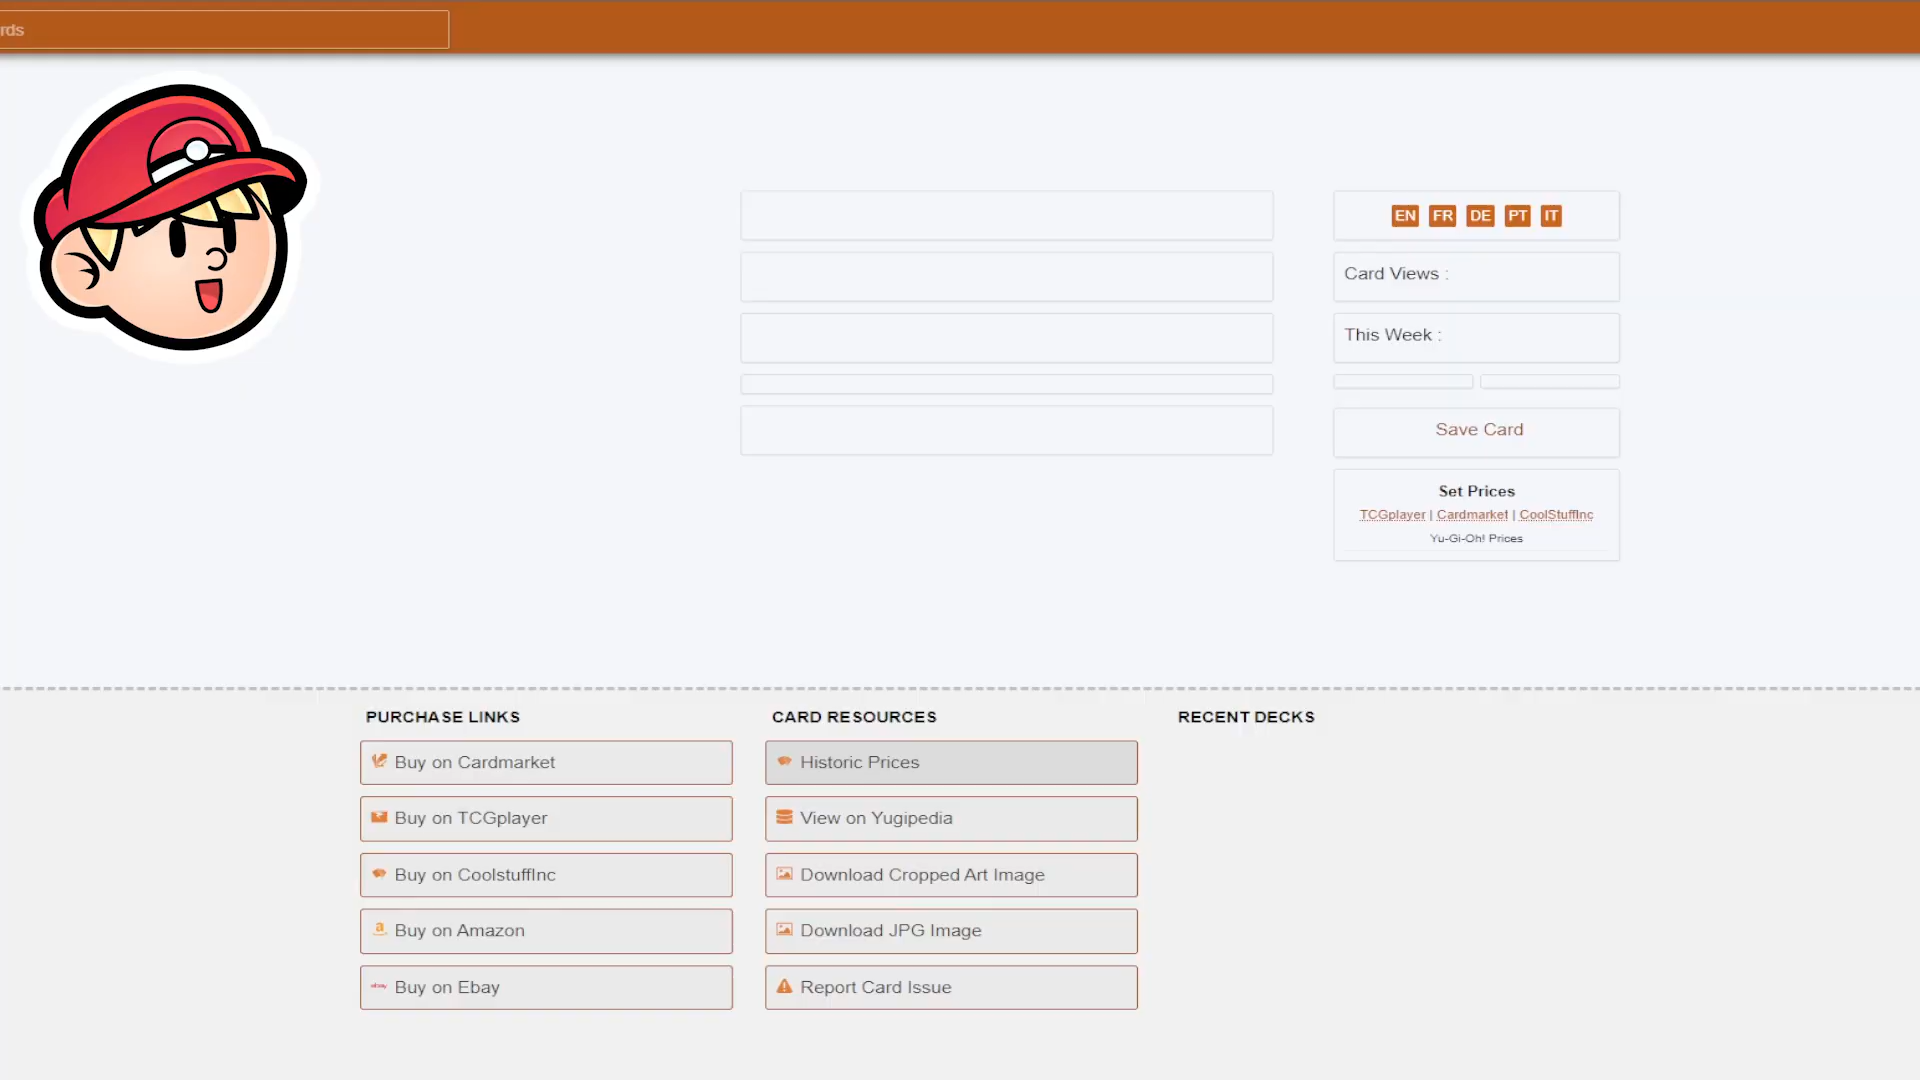 rds
EN FR DE PT IT
Card Views :
This Week :
Save Card
Set Prices
TCGplayer | Cardmarket | CoolStuffInc
Yu-Gi-Oh! Prices
PURCHASE LINKS
Buy on Cardmarket
Buy on TCGplayer
Buy on CoolstuffInc
Buy on Amazon
ebay Buy on Ebay
CARD RESOURCES
Historic Prices
View on Yugipedia
Download Cropped Art Image
Download JPG Image
Report Card Issue
RECENT DECKS